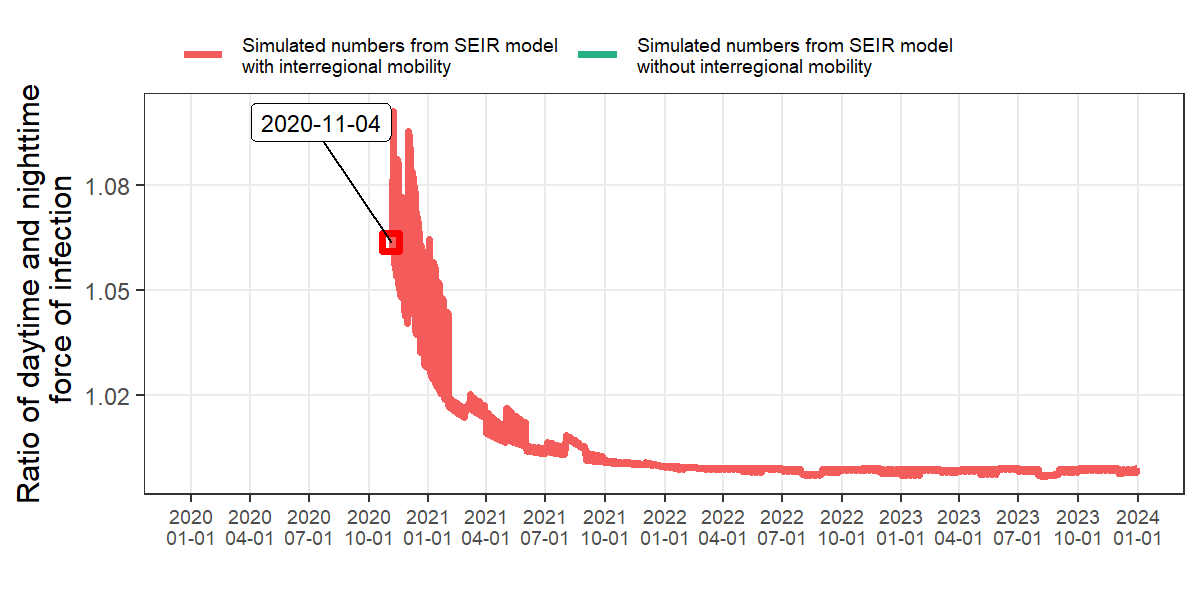 Simulated numbers from SEIR model
with interregional mobility
Simulated numbers from SEIR model
without interregional mobility
Ratio of daytime and nighttime
force of infection
2020-11-04
1.08
1.05
1.02
2020 2020 2020 2020 2021 2021 2021 2021 2022 2022 2022 2022 2023 2023 2023 2023 2024
01-01 04-01 07-01 10-01 01-01 04-01 07-01 10-01 01-01 04-01 07-01 10-01 01-01 04-01 07-01 10-01 01-01